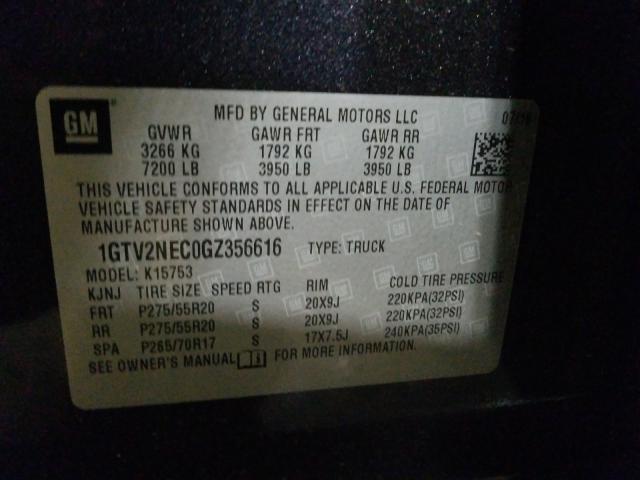 GM
MFD BY GENERAL MOTORS LLC
GVWR GAWR FRT GAWR RR
3266 KG 1792 KG 1792 KG
7200 LB 3950 LB 3950 LB
THIS VEHICLE CONFORMS TO ALL APPLICABLE U.S. FEDERAL MOTOR
VEHICLE SAFETY STANDARDS IN EFFECT ON THE DATE OF
MANUFACTURE SHOWN ABOVE.
1GTV2NEC0GZ356616 TYPE: TRUCK
MODEL: K15753
KJNJ TIRE SIZE SPEED RTG RIM COLD TIRE PRESSURE
FRT P275/55R20 S 20X9J 220KPA(32PSI)
RR P275/55R20 S 20X9J 220KPA(32PSI)
SPA P265/70R17 S 17X7.5J 240KPA(35PSI)
SEE OWNER'S MANUAL FOR MORE INFORMATION.